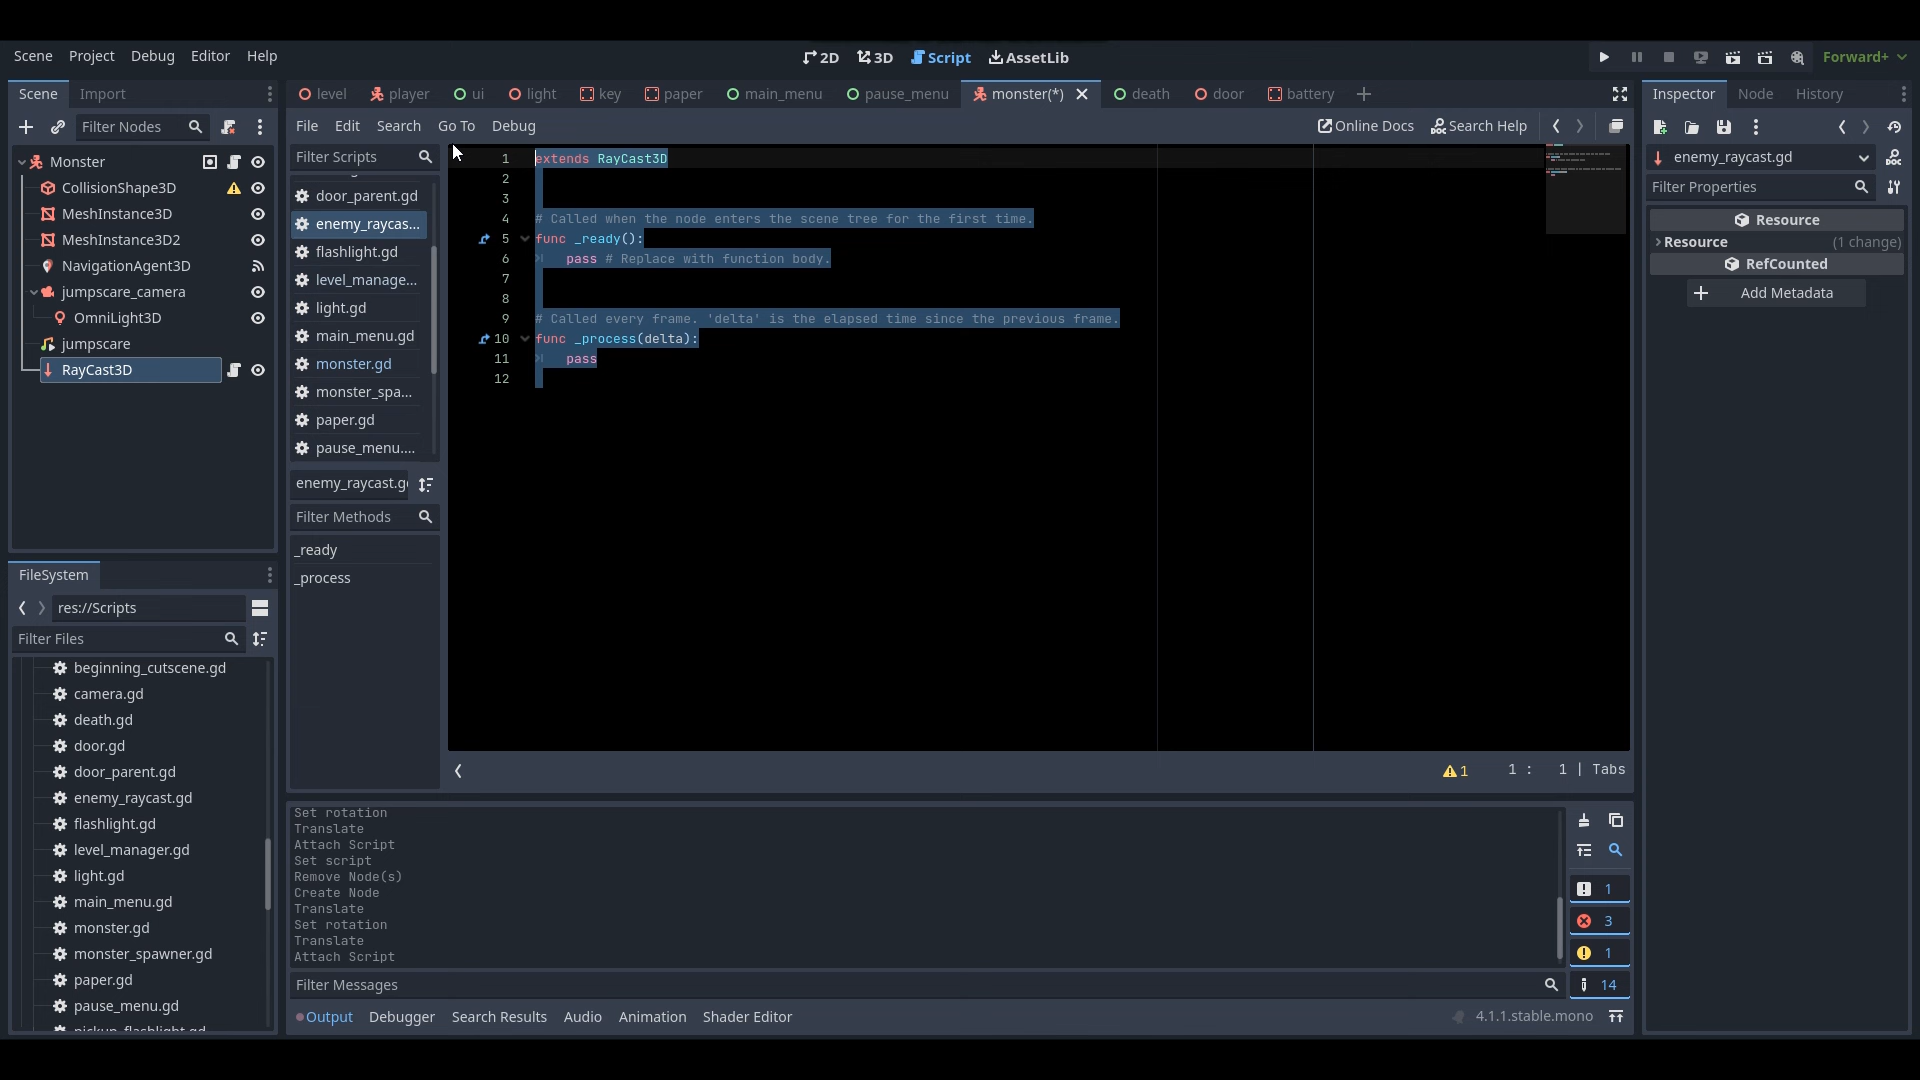 Scene Project Debug Editor Help
2D 3D Script AssetLib
Forward+
Scene Import
level player ui light key paper main_menu pause_menu monster(*) death door battery
Inspector Node History
Filter Nodes
File Edit Search Go To Debug
Online Docs Search Help
Monster
CollisionShape3D
MeshInstance3D
MeshInstance3D2
NavigationAgent3D
jumpscare_camera
OmniLight3D
jumpscare
RayCast3D
Filter Scripts
door_parent.gd
enemy_raycas...
flashlight.gd
level_manage...
light.gd
main_menu.gd
monster.gd
monster_spa...
paper.gd
pause_menu....
enemy_raycast.g
Filter Methods
_ready
_process
1 extends RayCast3D
2
3
4 # Called when the node enters the scene tree for the first time.
5 func _ready():
6 pass # Replace with function body.
7
8
9 # Called every frame. 'delta' is the elapsed time since the previous frame.
10 func _process(delta):
11 pass
12
1 1 : 1 | Tabs
enemy_raycast.gd
Filter Properties
Resource
Resource (1 change)
RefCounted
Add Metadata
FileSystem
res://Scripts
Filter Files
beginning_cutscene.gd
camera.gd
death.gd
door.gd
door_parent.gd
enemy_raycast.gd
flashlight.gd
level_manager.gd
light.gd
main_menu.gd
monster.gd
monster_spawner.gd
paper.gd
pause_menu.gd
pickup_flashlight.gd
Set rotation
Translate
Attach Script
Set script
Remove Node(s)
Create Node
Translate
Set rotation
Translate
Attach Script
1
3
1
14
Filter Messages
Output Debugger Search Results Audio Animation Shader Editor
4.1.1.stable.mono